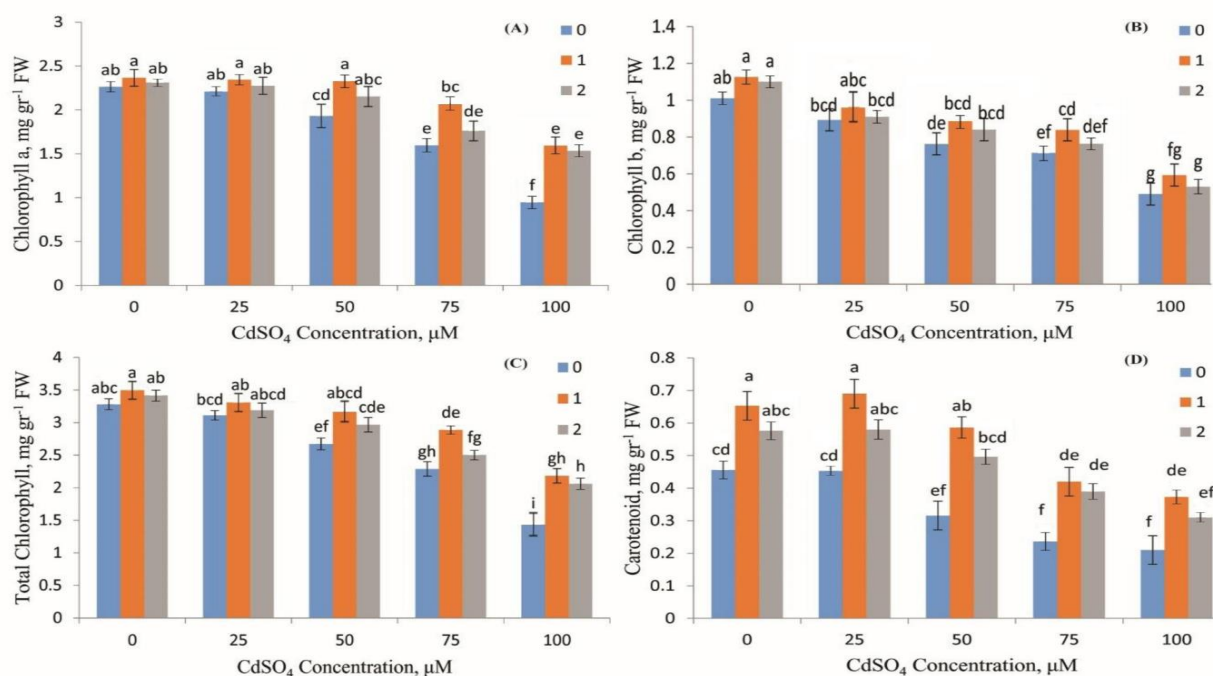 (A)
Chlorophyll a, mg gr⁻¹ FW
3
2.5
2
1.5
1
0.5
0
ab a ab
ab a ab
cd a abc
e bc de
f e e
0
1
2
0 25 50 75 100
CdSO₄ Concentration, μM
(B)
Chlorophyll b, mg gr⁻¹ FW
1.4
1.2
1
0.8
0.6
0.4
0.2
0
ab a a
bcd abc bcd
de bcd bcd
ef cd def
g fg g
0
1
2
0 25 50 75 100
CdSO₄ Concentration, μM
(C)
Total Chlorophyll, mg gr⁻¹ FW
4
3.5
3
2.5
2
1.5
1
0.5
0
abc a ab
bcd ab abcd
ef abcd cde
gh de fg
i gh h
0
1
2
0 25 50 75 100
CdSO₄ Concentration, μM
(D)
Carotenoid, mg gr⁻¹ FW
0.8
0.7
0.6
0.5
0.4
0.3
0.2
0.1
0
cd a abc
cd a abc
ef ab bcd
f de de
f de ef
0
1
2
0 25 50 75 100
CdSO₄ Concentration, μM